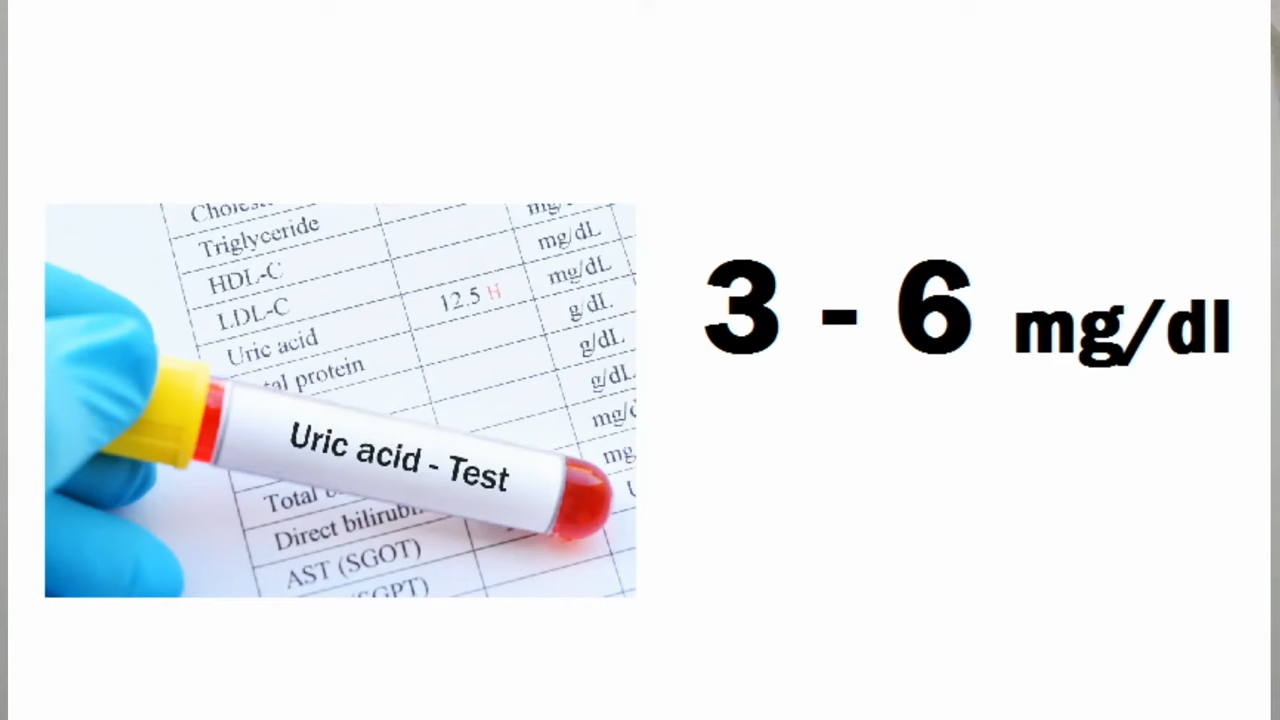 Triglyceride
mg/dL
HDL-C
mg/dL
LDL-C
12.5 H
g/dL
Uric acid
g/dL
protein
g/dL
Uric acid - Test
Total
Direct
AST (SGOT)
3 - 6 mg/dl